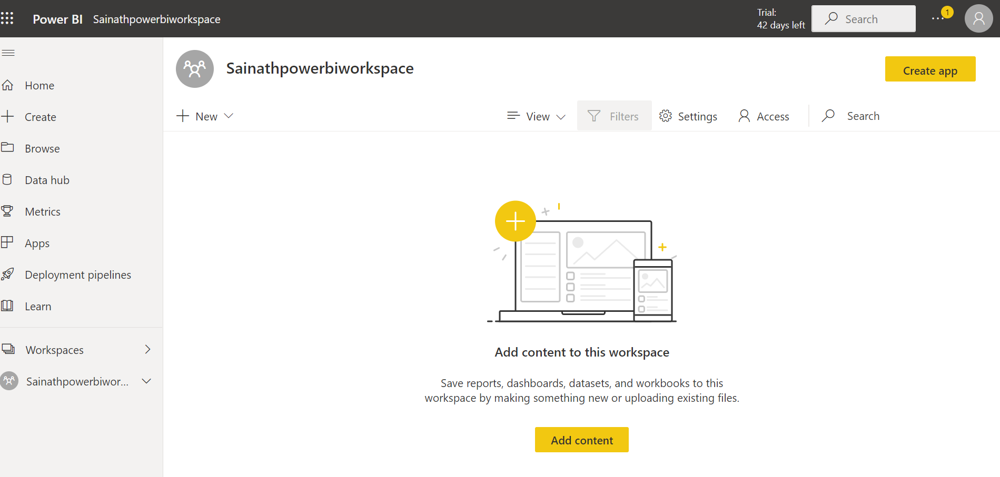 Power BI Sainathpowerbiworkspace
Trial:
42 days left
Search
1
Home
Create
Browse
Data hub
Metrics
Apps
Deployment pipelines
Learn
Workspaces
Sainathpowerbiwor...
Sainathpowerbiworkspace
Create app
New
View
Filters
Settings
Access
Search
Add content to this workspace
Save reports, dashboards, datasets, and workbooks to this
workspace by making something new or uploading existing files.
Add content